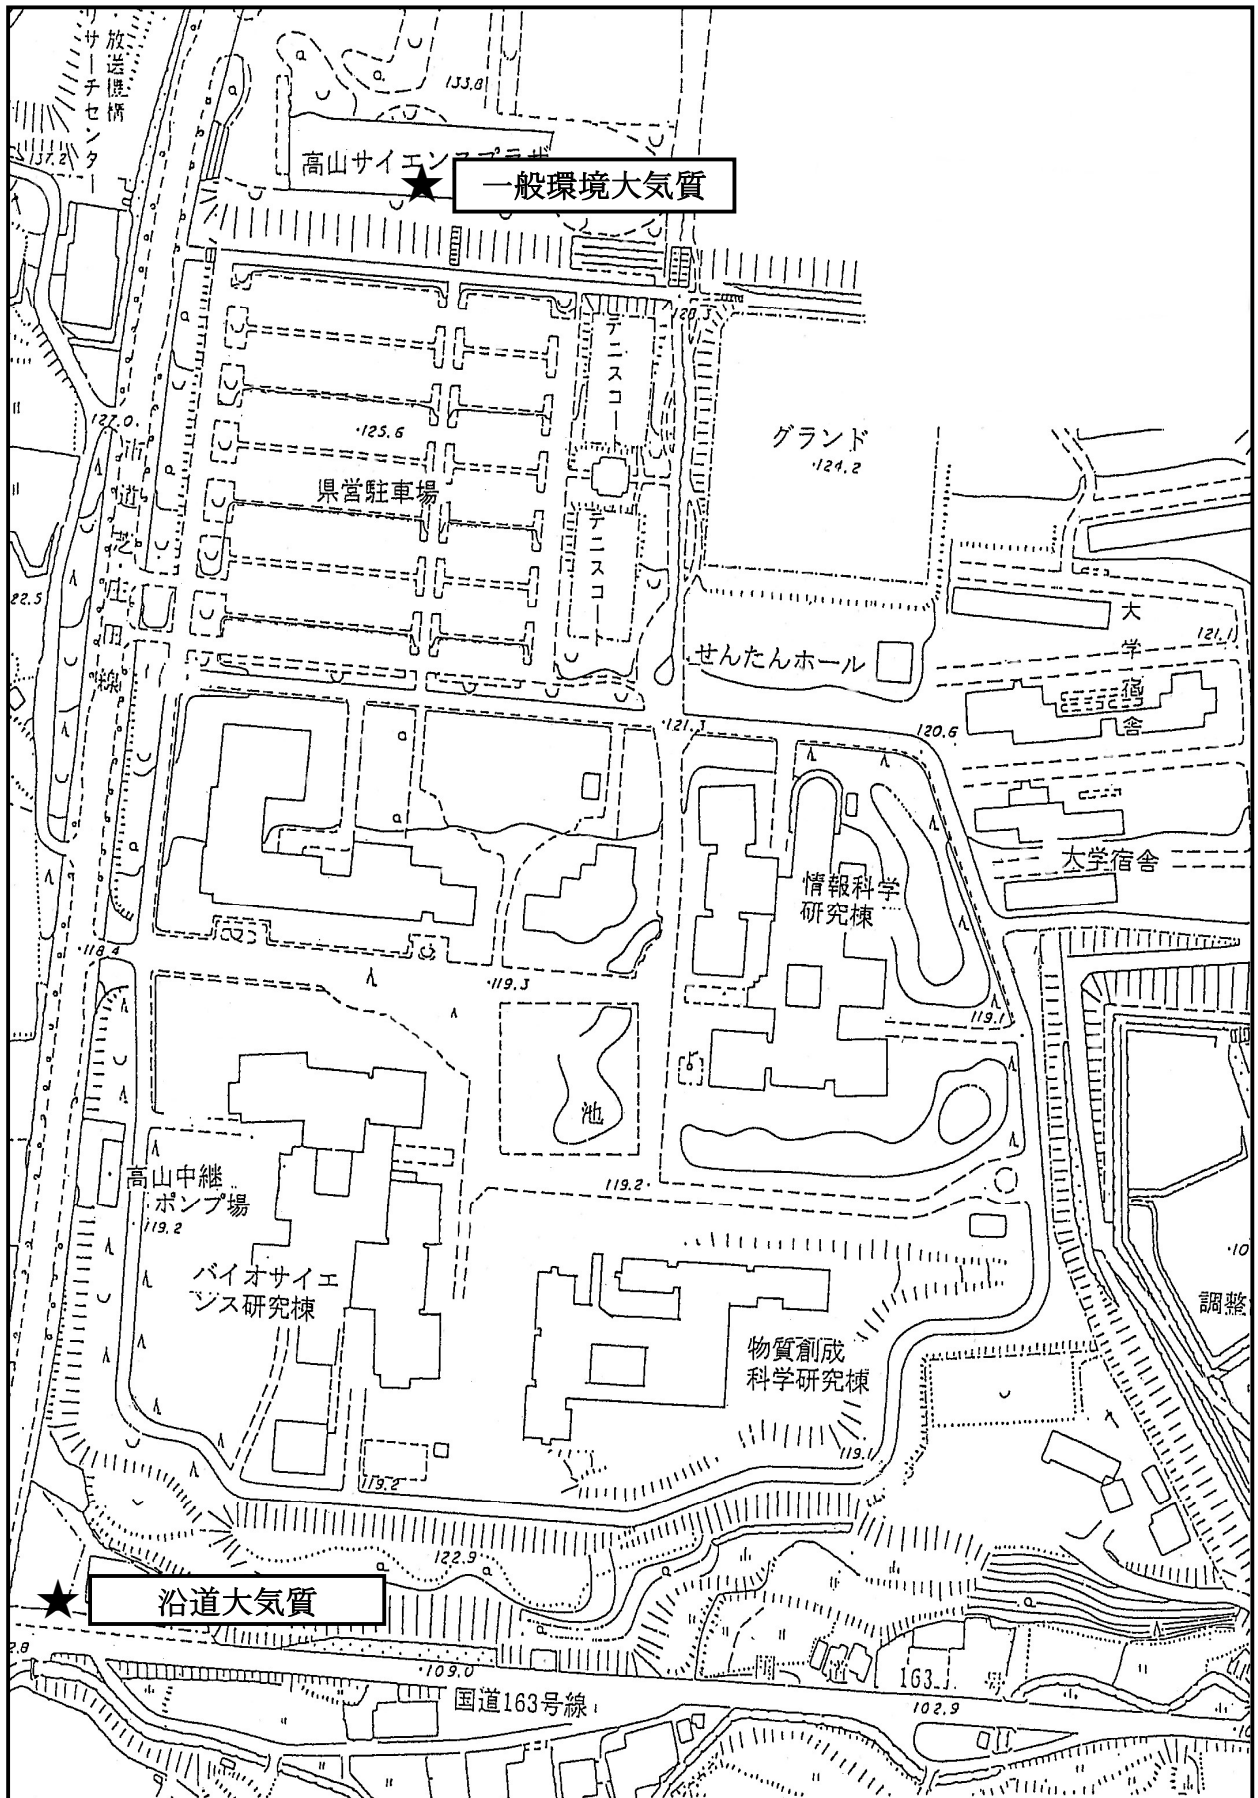 放送機構
リサーチセンター
133.8
137.2
高山サイエンスプラザ
一般環境大気質
テニスコート
127.0
125.6
グランド
124.2
県営駐車場
市道芝庄田線
テニスコート
22.5
大学宿舎
121.1
せんたんホール
121.3
120.6
大学宿舎
情報科学
研究棟
118.4
119.3
119.1
池
高山中継
ポンプ場
119.2
119.2
バイオサイエ
ンス研究棟
調整
物質創成
科学研究棟
119.1
119.2
122.9
沿道大気質
2.8
109.0
国道
163
国道163号線
102.9